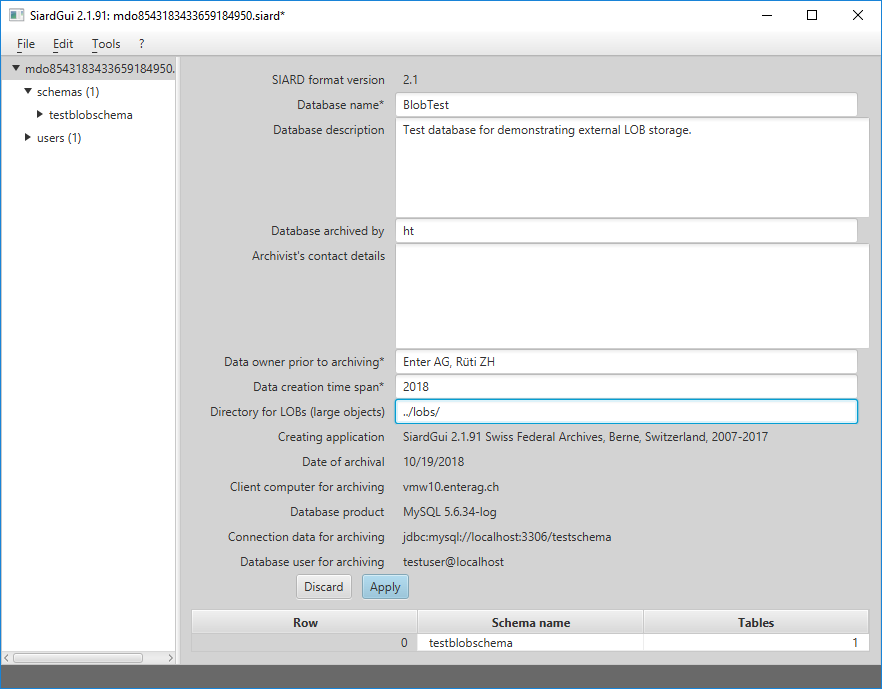 SiardGui 2.1.91: mdo8543183433659184950.siard*
File Edit Tools ?
mdo8543183433659184950.
schemas (1)
testblobschema
users (1)
SIARD format version 2.1
Database name* BlobTest
Database description Test database for demonstrating external LOB storage.
Database archived by ht
Archivist's contact details
Data owner prior to archiving* Enter AG, Rüti ZH
Data creation time span* 2018
Directory for LOBs (large objects) ../lobs/
Creating application SiardGui 2.1.91 Swiss Federal Archives, Berne, Switzerland, 2007-2017
Date of archival 10/19/2018
Client computer for archiving vmw10.enterag.ch
Database product MySQL 5.6.34-log
Connection data for archiving jdbc:mysql://localhost:3306/testschema
Database user for archiving testuser@localhost
Discard Apply
Row Schema name Tables
0 testblobschema 1